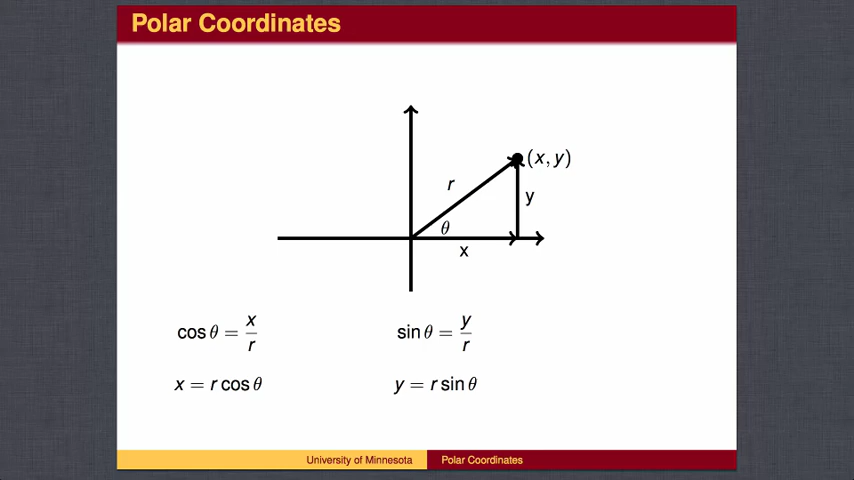 Polar Coordinates
(x, y)
r
y
θ
x
cos θ = x/r
sin θ = y/r
x = r cos θ
y = r sin θ
University of Minnesota
Polar Coordinates